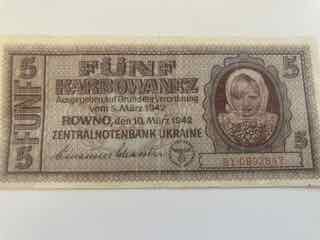 5 FÜNF 5
KARBOWANEZ
Ausgegeben auf Grund der Verordnung
vom 5. März 1942
ROWNO, den 10. März 1942
ZENTRALNOTENBANK UKRAINE
FÜNF
5
5